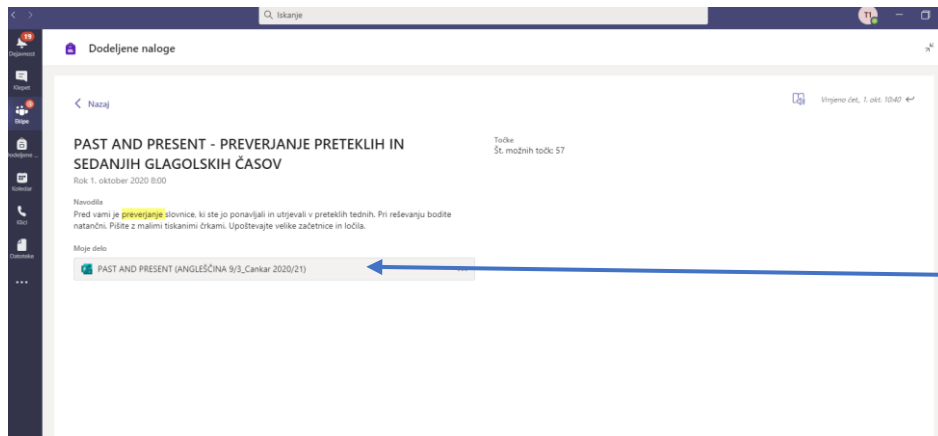 Iskanje
TI
19
Dejavnost
Dodeljene naloge
Klepet
Ekipe
Nazaj
Vrnjeno čet., 1. okt. 10:40
PAST AND PRESENT - PREVERJANJE PRETEKLIH IN
SEDANJIH GLAGOLSKIH ČASOV
Točke
Št. možnih točk: 57
Rok 1. oktober 2020 8:00
Dodeljene ...
Koledar
Navodila
Pred vami je preverjanje slovnice, ki ste jo ponavljali in utrjevali v preteklih tednih. Pri reševanju bodite
natančni. Pišite z malimi tiskanimi črkami. Upoštevajte velike začetnice in ločila.
Klici
Moje delo
Datoteke
PAST AND PRESENT (ANGLEŠČINA 9/3_Cankar 2020/21)